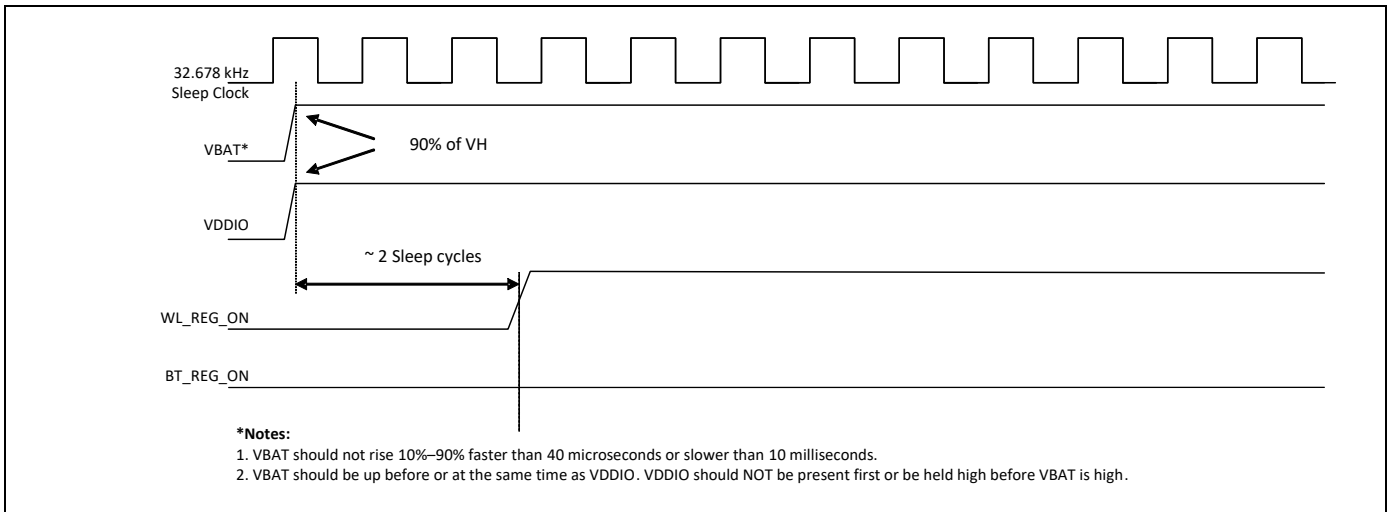 32.678 kHz
Sleep Clock
VBAT*
90% of VH
VDDIO
~ 2 Sleep cycles
WL_REG_ON
BT_REG_ON
*Notes:
1. VBAT should not rise 10%–90% faster than 40 microseconds or slower than 10 milliseconds.
2. VBAT should be up before or at the same time as VDDIO. VDDIO should NOT be present first or be held high before VBAT is high.